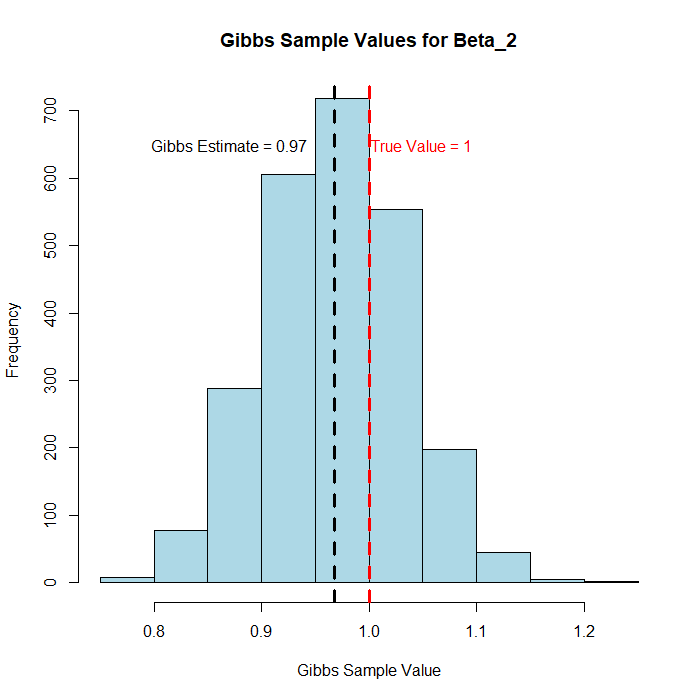 Gibbs Sample Values for Beta_2
700
600
500
400
300
200
100
0
Frequency
Gibbs Estimate = 0.97
True Value = 1
0.8
0.9
1.0
1.1
1.2
Gibbs Sample Value